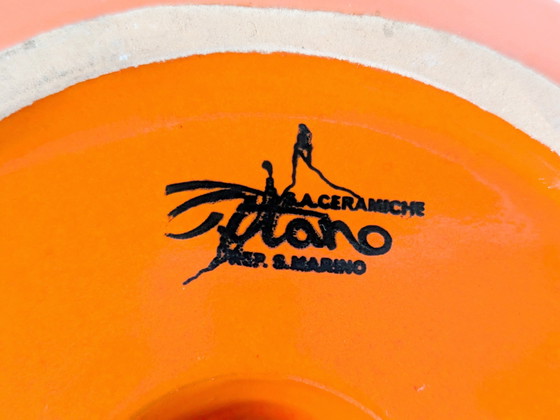 S.A. CERAMICHE
Titano
REP. S. MARINO